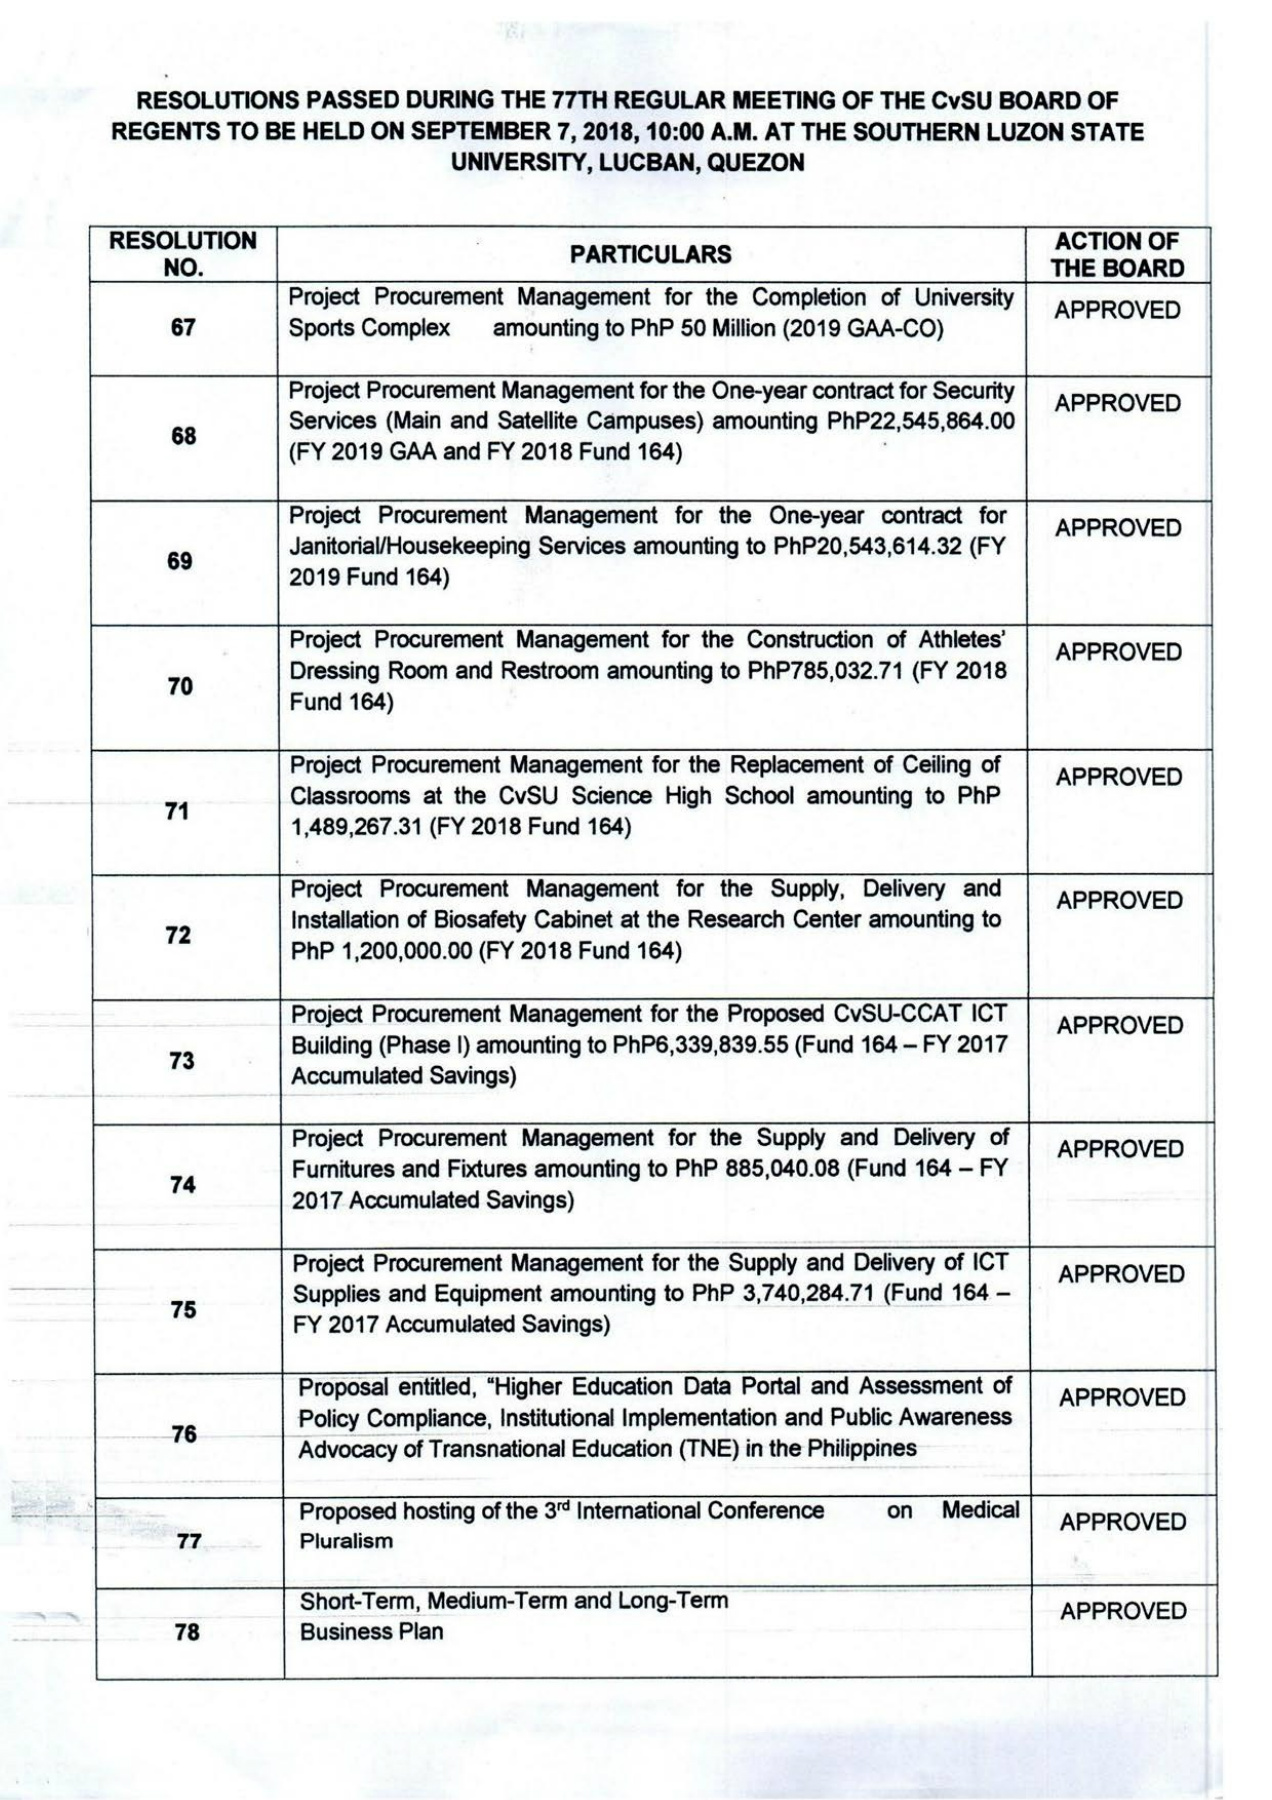 RESOLUTIONS PASSED DURING THE 77TH REGULAR MEETING OF THE CvSU BOARD OF
REGENTS TO BE HELD ON SEPTEMBER 7, 2018, 10:00 A.M. AT THE SOUTHERN LUZON STATE
UNIVERSITY, LUCBAN, QUEZON
RESOLUTION
NO.
PARTICULARS
ACTION OF
THE BOARD
67
Project Procurement Management for the Completion of University
Sports Complex amounting to PhP 50 Million (2019 GAA-CO)
APPROVED
68
Project Procurement Management for the One-year contract for Security
Services (Main and Satellite Campuses) amounting PhP22,545,864.00
(FY 2019 GAA and FY 2018 Fund 164)
APPROVED
69
Project Procurement Management for the One-year contract for
Janitorial/Housekeeping Services amounting to PhP20,543,614.32 (FY
2019 Fund 164)
APPROVED
70
Project Procurement Management for the Construction of Athletes'
Dressing Room and Restroom amounting to PhP785,032.71 (FY 2018
Fund 164)
APPROVED
71
Project Procurement Management for the Replacement of Ceiling of
Classrooms at the CvSU Science High School amounting to PhP
1,489,267.31 (FY 2018 Fund 164)
APPROVED
72
Project Procurement Management for the Supply, Delivery and
Installation of Biosafety Cabinet at the Research Center amounting to
PhP 1,200,000.00 (FY 2018 Fund 164)
APPROVED
73
Project Procurement Management for the Proposed CvSU-CCAT ICT
Building (Phase I) amounting to PhP6,339,839.55 (Fund 164 – FY 2017
Accumulated Savings)
APPROVED
74
Project Procurement Management for the Supply and Delivery of
Furnitures and Fixtures amounting to PhP 885,040.08 (Fund 164 – FY
2017 Accumulated Savings)
APPROVED
75
Project Procurement Management for the Supply and Delivery of ICT
Supplies and Equipment amounting to PhP 3,740,284.71 (Fund 164 –
FY 2017 Accumulated Savings)
APPROVED
76
Proposal entitled, “Higher Education Data Portal and Assessment of
Policy Compliance, Institutional Implementation and Public Awareness
Advocacy of Transnational Education (TNE) in the Philippines
APPROVED
77
Proposed hosting of the 3rd International Conference on Medical
Pluralism
APPROVED
78
Short-Term, Medium-Term and Long-Term
Business Plan
APPROVED